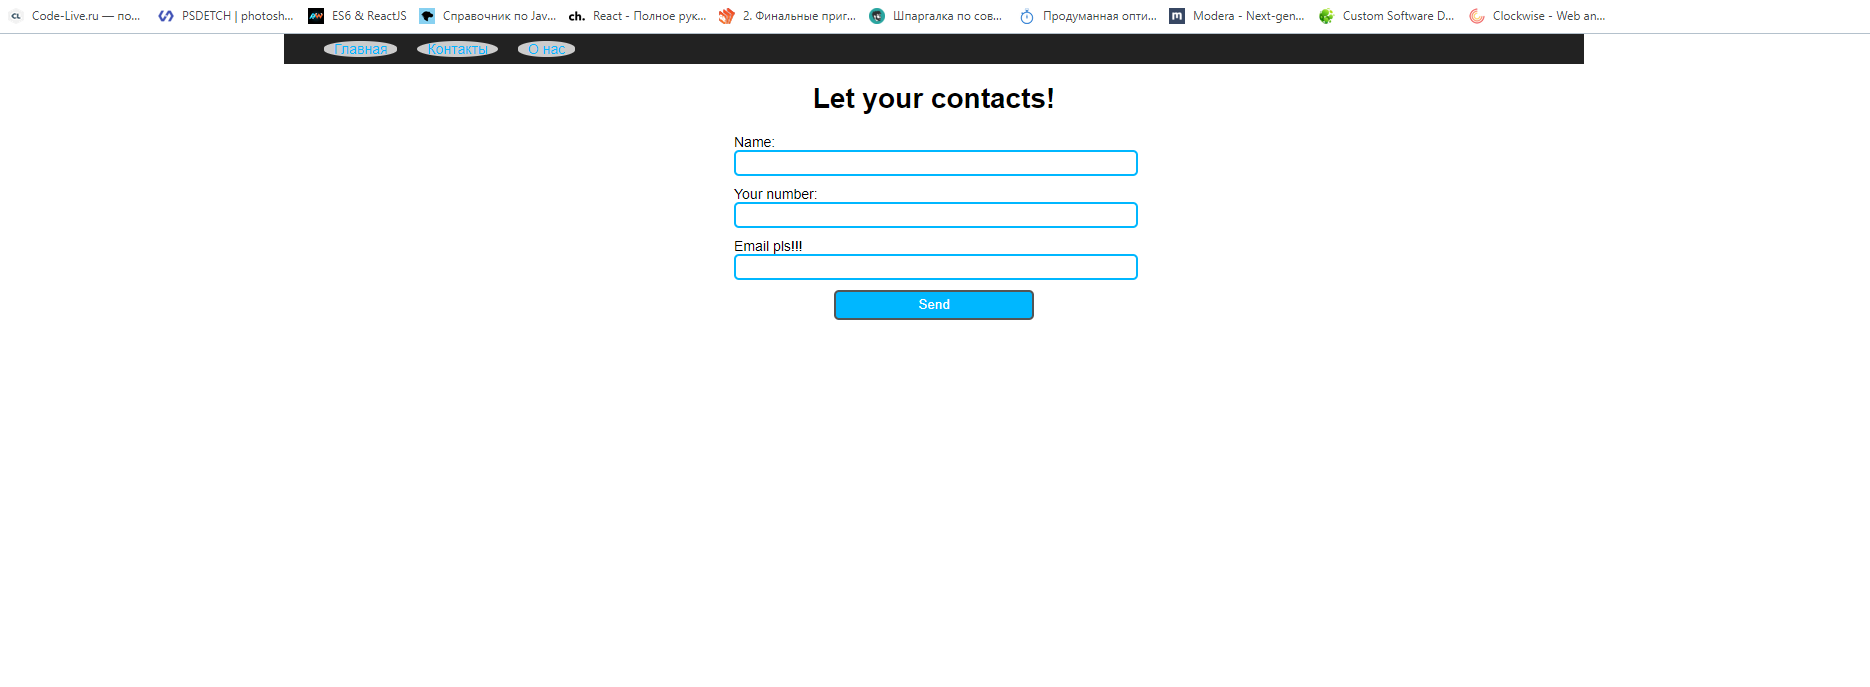 CL Code-Live.ru — по... PSDETCH | photosh... ES6 & ReactJS Справочник по Jav... ch. React - Полное рук... 2. Финальные приг... Шпаргалка по сов... Продуманная опти... m Modera - Next-gen... Custom Software D... Clockwise - Web an...
Главная Контакты О нас
Let your contacts!
Name:
Your number:
Email pls!!!
Send